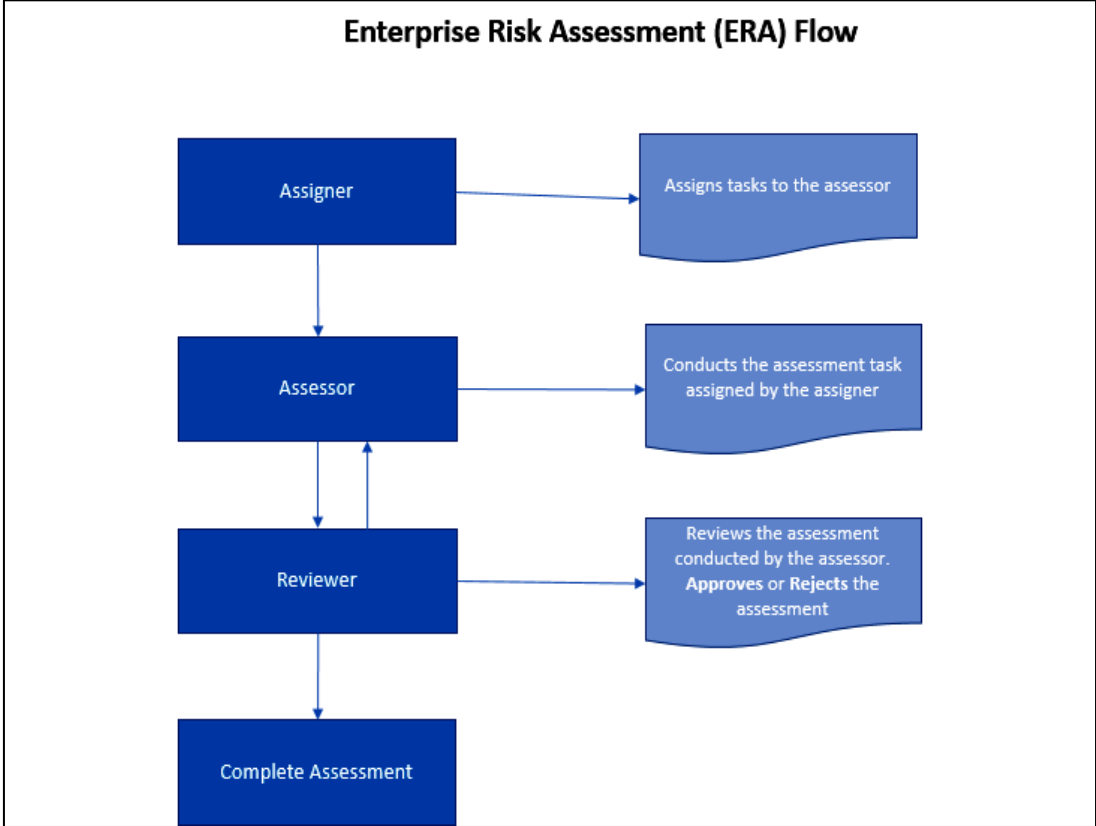 Enterprise Risk Assessment (ERA) Flow
Assigner
Assigns tasks to the assessor
Assessor
Conducts the assessment task
assigned by the assigner
Reviewer
Reviews the assessment
conducted by the assessor.
Approves or Rejects the
assessment
Complete Assessment